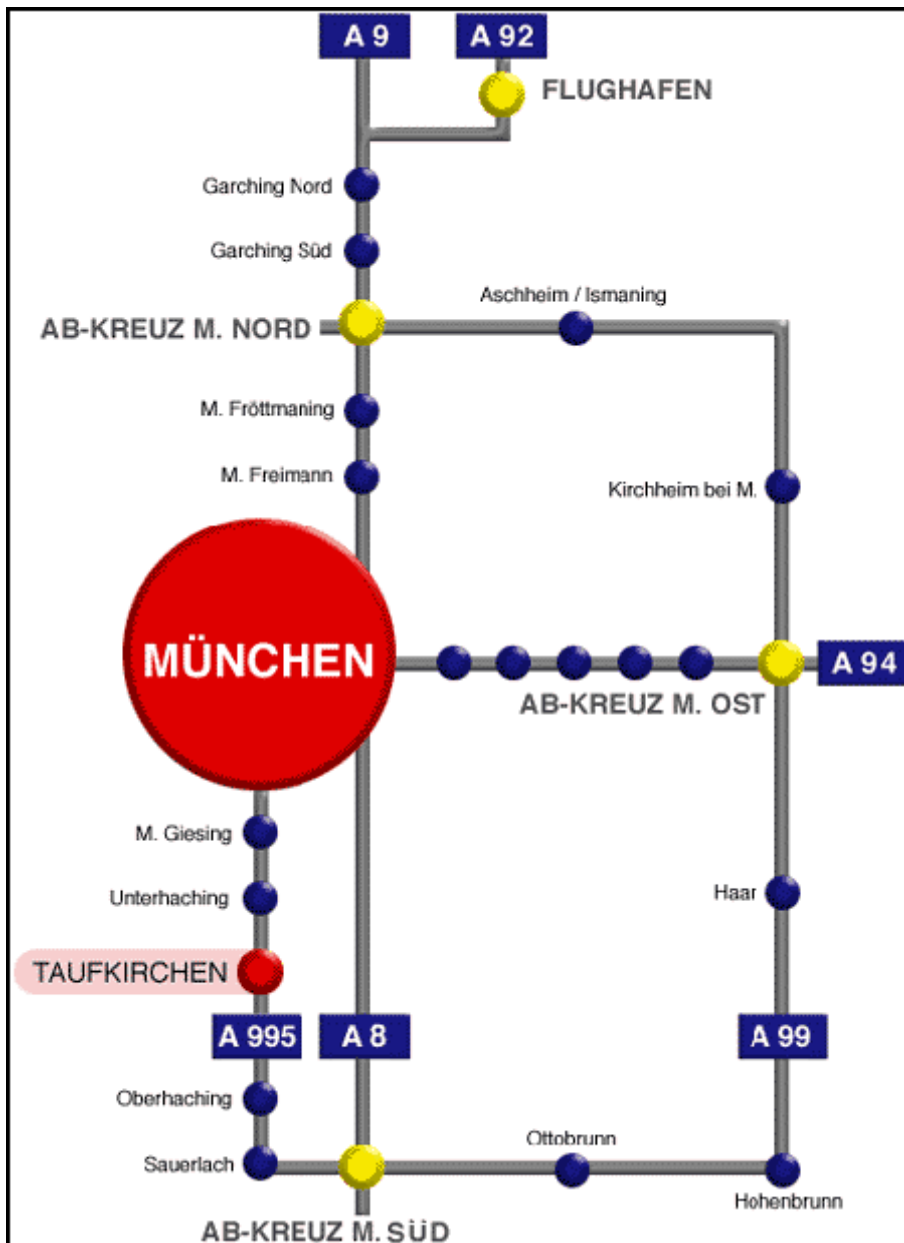 A 9
A 92
FLUGHAFEN
Garching Nord
Garching Süd
Aschheim / Ismaning
AB-KREUZ M. NORD
M. Fröttmaning
M. Freimann
Kirchheim bei M.
MÜNCHEN
A 94
AB-KREUZ M. OST
M. Giesing
Unterhaching
Haar
TAUFKIRCHEN
A 995
A 8
A 99
Oberhaching
Ottobrunn
Sauerlach
Hohenbrunn
AB-KREUZ M. SÜD